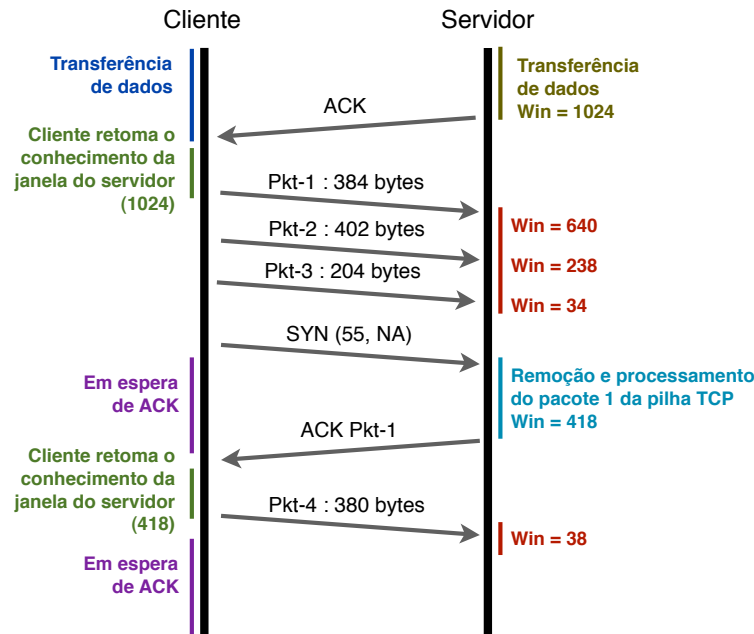 Cliente
Servidor
Transferência
de dados
Transferência
de dados
Win = 1024
ACK
Cliente retoma o
conhecimento da
janela do servidor
(1024)
Pkt-1 : 384 bytes
Win = 640
Pkt-2 : 402 bytes
Win = 238
Pkt-3 : 204 bytes
Win = 34
SYN (55, NA)
Em espera
de ACK
Remoção e processamento
do pacote 1 da pilha TCP
Win = 418
ACK Pkt-1
Cliente retoma o
conhecimento da
janela do servidor
(418)
Pkt-4 : 380 bytes
Win = 38
Em espera
de ACK